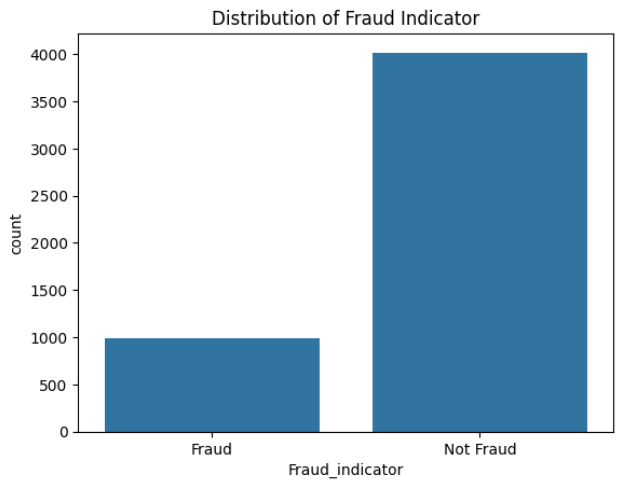 Distribution of Fraud Indicator
count
4000
3500
3000
2500
2000
1500
1000
500
0
Fraud
Not Fraud
Fraud_indicator